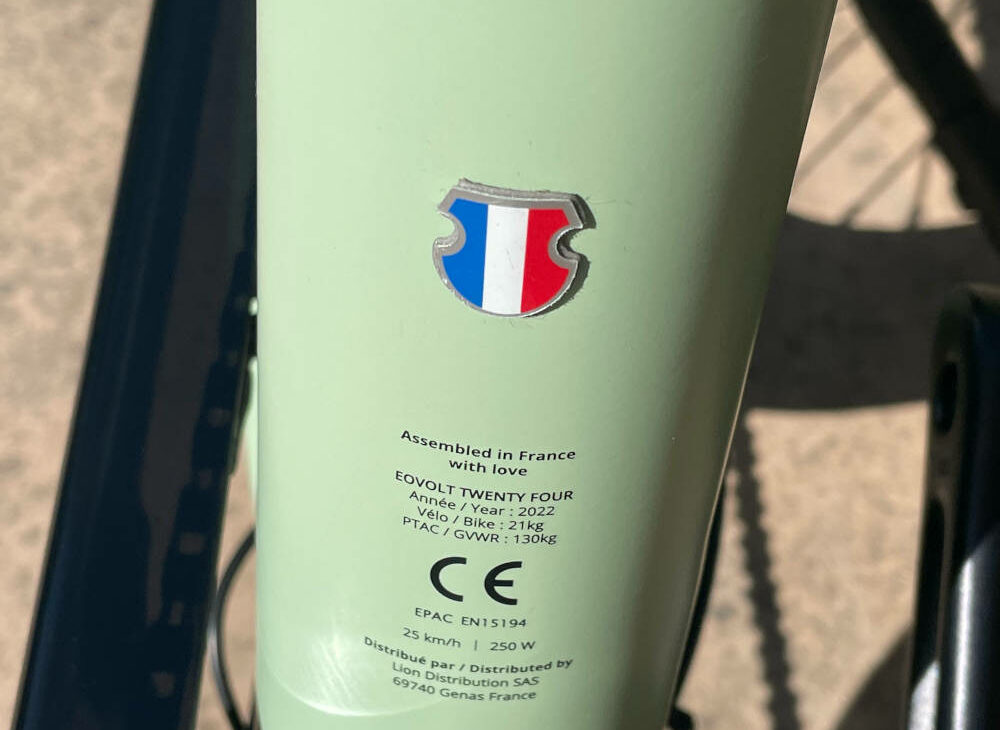 Assembled in France
with love
EOVOLT TWENTY FOUR
Année / Year : 2022
Vélo / Bike : 21kg
PTAC / GVWR : 130kg
CE
EPAC EN15194
25 km/h | 250 W
Distribué par / Distributed by
Lion Distribution SAS
69740 Genas France